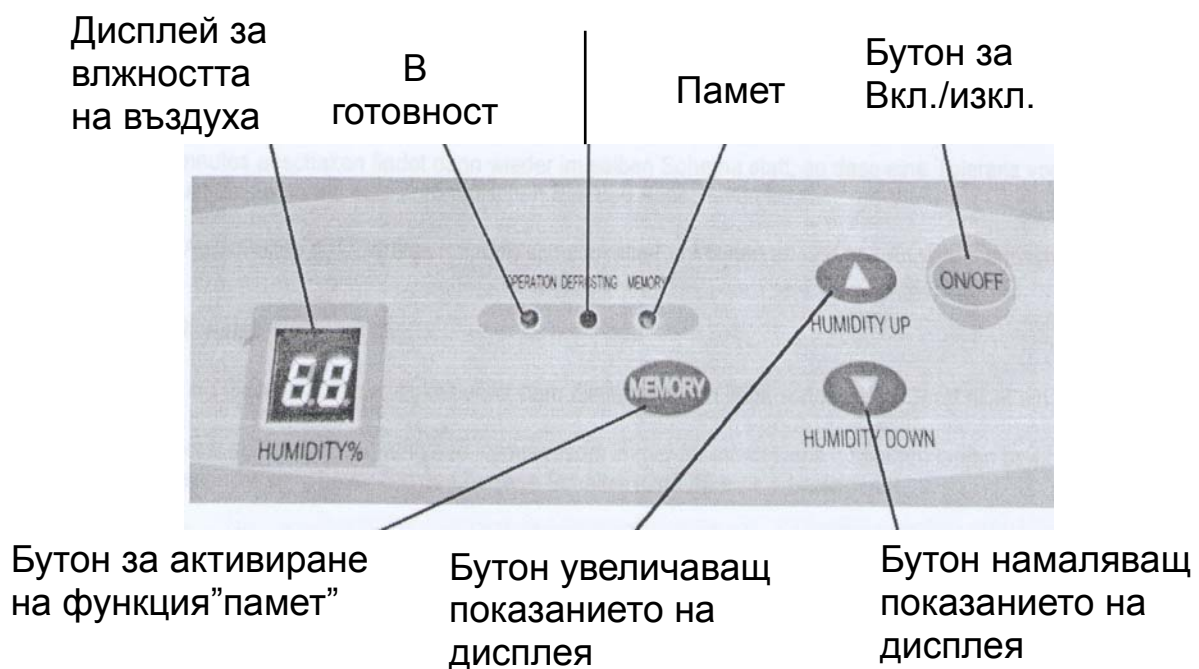 Дисплей за
влжността
на въздуха
В
готовност
Памет
Бутон за
Вкл./изкл.
OPERATION DEFROSTING MEMORY
ON/OFF
HUMIDITY UP
88
MEMORY
HUMIDITY%
HUMIDITY DOWN
Бутон за активиране
на функция”памет”
Бутон увеличаващ
показанието на
дисплея
Бутон намаляващ
показанието на
дисплея